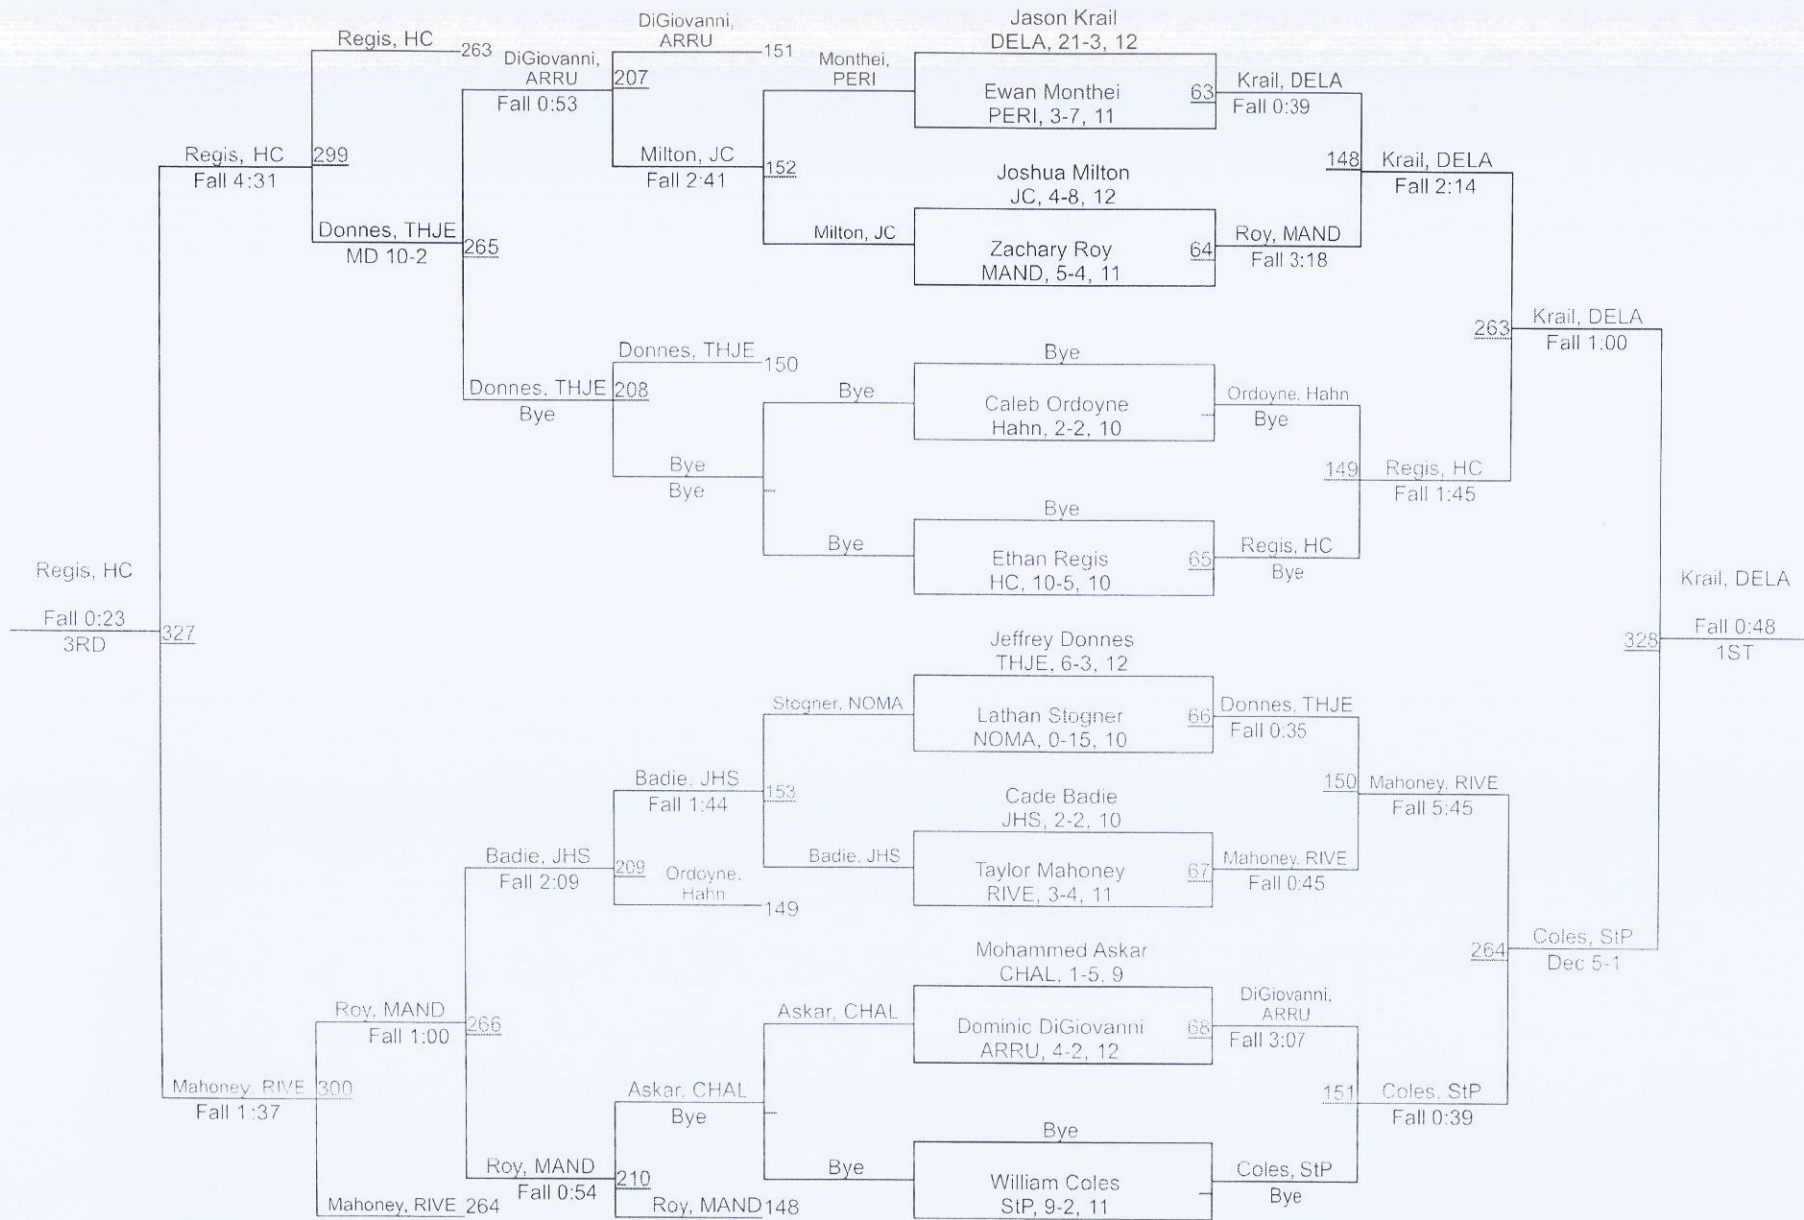 Regis, HC
Fall 0:23
3RD
327
Regis, HC
Fall 4:31
299
Regis, HC
263
Donnes, THJE
MD 10-2
265
DiGiovanni,
ARRU
Fall 0:53
207
DiGiovanni,
ARRU
151
Milton, JC
Fall 2:41
152
Monthei,
PERI
Milton, JC
Donnes, THJE
Bye
208
Donnes, THJE
150
Bye
Bye
Bye
Bye
Mahoney, RIVE
Fall 1:37
300
Roy, MAND
Fall 1:00
266
Mahoney, RIVE
264
Badie, JHS
Fall 2:09
209
Badie, JHS
Fall 1:44
153
Stogner, NOMA
Badie, JHS
Ordoyne,
Hahn
149
Roy, MAND
Fall 0:54
210
Askar, CHAL
Bye
Askar, CHAL
Bye
Roy, MAND
148
Jason Krail
DELA, 21-3, 12
Ewan Monthei
PERI, 3-7, 11
63
Joshua Milton
JC, 4-8, 12
Zachary Roy
MAND, 5-4, 11
64
Bye
Caleb Ordoyne
Hahn, 2-2, 10
Bye
Ethan Regis
HC, 10-5, 10
65
Jeffrey Donnes
THJE, 6-3, 12
Lathan Stogner
NOMA, 0-15, 10
66
Cade Badie
JHS, 2-2, 10
Taylor Mahoney
RIVE, 3-4, 11
67
Mohammed Askar
CHAL, 1-5, 9
Dominic DiGiovanni
ARRU, 4-2, 12
68
Bye
William Coles
StP, 9-2, 11
Krail, DELA
Fall 0:39
Roy, MAND
Fall 3:18
148
Krail, DELA
Fall 2:14
Ordoyne, Hahn
Bye
Regis, HC
Bye
149
Regis, HC
Fall 1:45
263
Krail, DELA
Fall 1:00
Donnes, THJE
Fall 0:35
Mahoney, RIVE
Fall 0:45
150
Mahoney, RIVE
Fall 5:45
DiGiovanni,
ARRU
Fall 3:07
Coles, StP
Bye
151
Coles, StP
Fall 0:39
264
Coles, StP
Dec 5-1
328
Krail, DELA
Fall 0:48
1ST